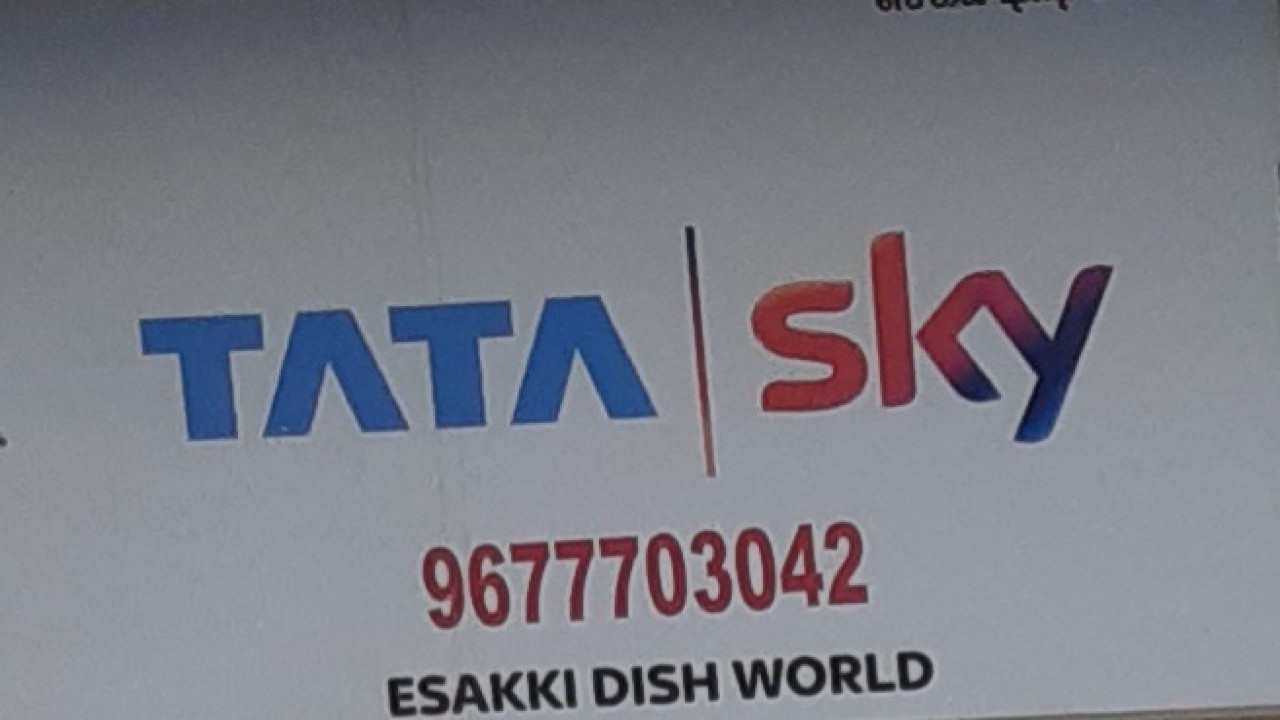 TATA sky
9677703042
ESAKKI DISH WORLD